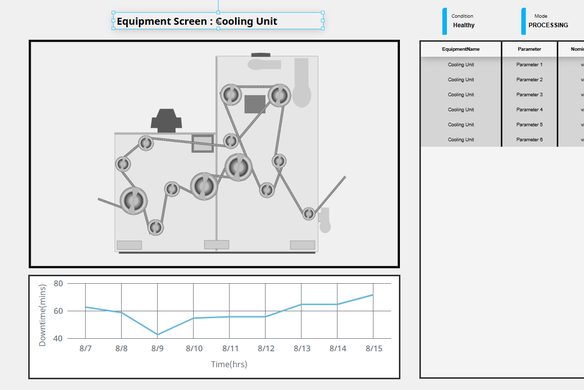 Equipment Screen : Cooling Unit
Condition
Healthy
Mode
PROCESSING
EquipmentName Parameter
Cooling Unit Parameter 1
Cooling Unit Parameter 2
Cooling Unit Parameter 3
Cooling Unit Parameter 4
Cooling Unit Parameter 5
Cooling Unit Parameter 6
Downtime(mins)
80
60
40
8/7 8/8 8/9 8/10 8/11 8/12 8/13 8/14 8/15
Time(hrs)